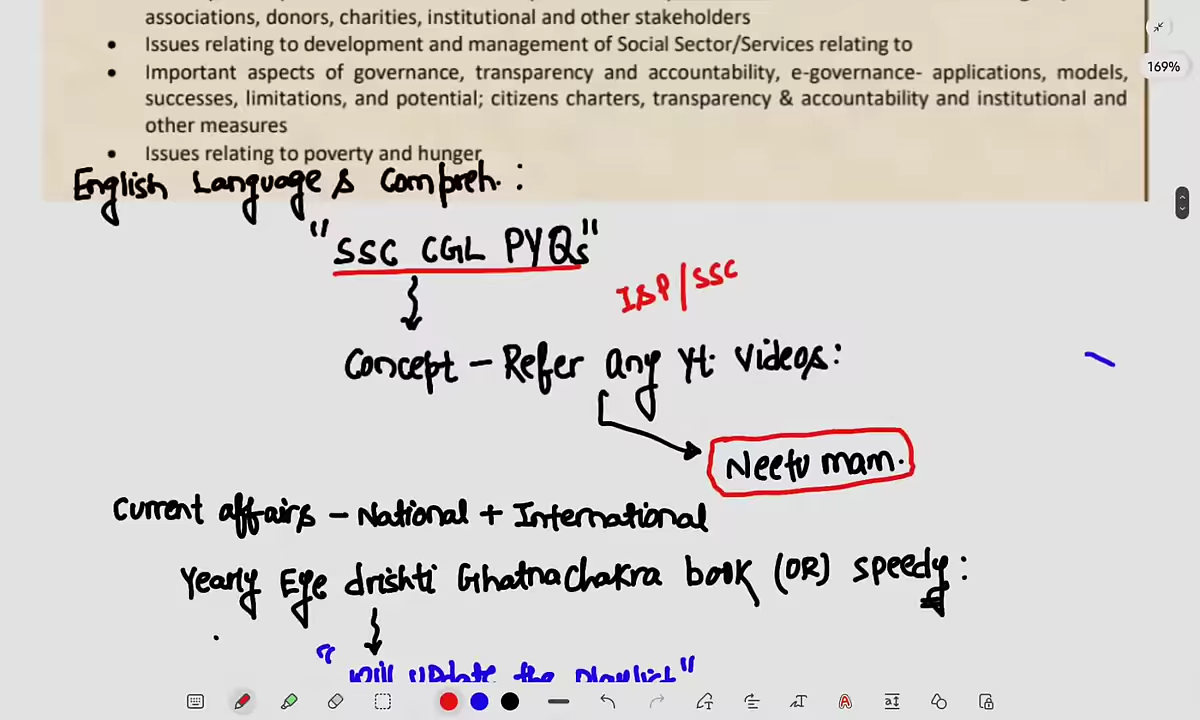 associations, donors, charities, institutional and other stakeholders
• Issues relating to development and management of Social Sector/Services relating to
• Important aspects of governance, transparency and accountability, e-governance- applications, models,
successes, limitations, and potential; citizens charters, transparency & accountability and institutional and
other measures
• Issues relating to poverty and hunger
English Language & Compreh. :
"SSC CGL PYQs"
ISP/SSC
Concept - Refer any Yt. Videos:
Neetu mam.
Current affairs - National + International
Yearly Eye drishti GhatnaChakra book (OR) speedy:
"will update the playlist"
169%